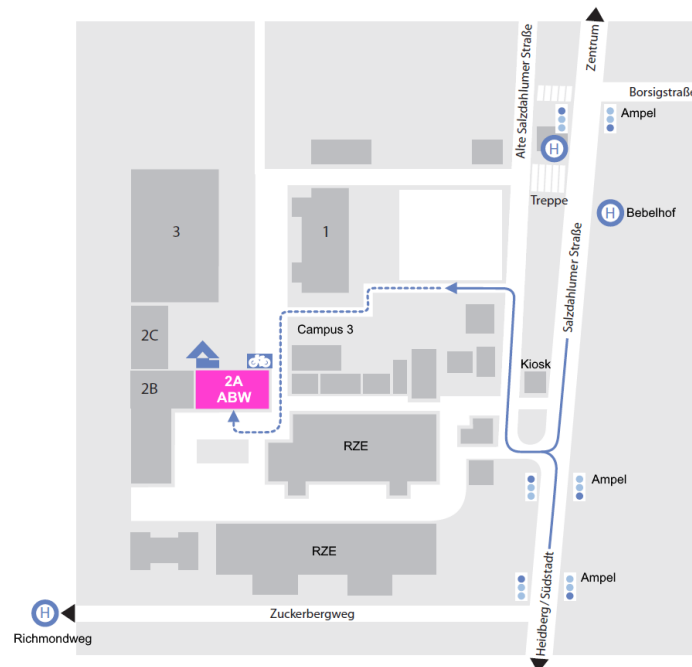 Zentrum
Alte Salzdahlumer Straße
Borsigstraße
Ampel
H
Treppe
H
Bebelhof
Salzdahlumer Straße
3
1
2C
Campus 3
Kiosk
2B
2A
ABW
RZE
Ampel
RZE
Ampel
Heidberg / Südstadt
H
Zuckerbergweg
Richmondweg